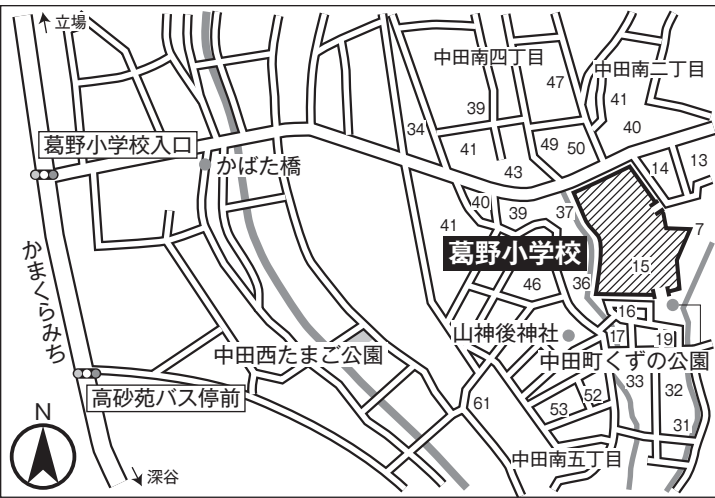 立場
中田南四丁目
中田南二丁目
47
41
39
40
34
葛野小学校入口
49
50
41
13
14
かばた橋
43
40
39
37
41
7
葛野小学校
かまくらみち
15
46
36
16
山神後神社
17
19
中田西たまご公園
中田町くずの公園
33
高砂苑バス停前
61
52
32
53
31
N
中田南五丁目
深谷